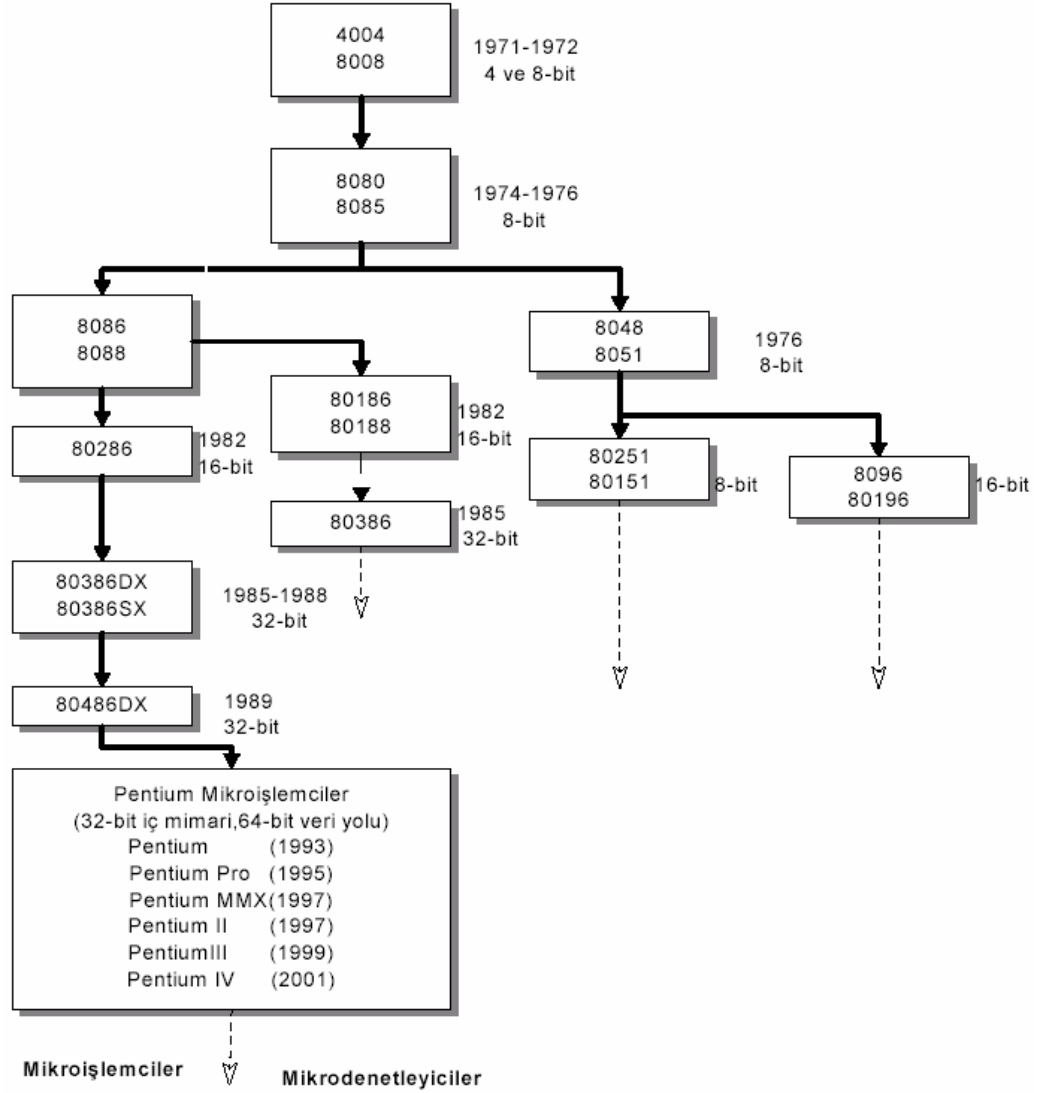 4004
8008
1971-1972
4 ve 8-bit
8080
8085
1974-1976
8-bit
8086
8088
8048
8051
1976
8-bit
80186
80188
1982
16-bit
80286
1982
16-bit
80251
80151
8-bit
8096
80196
16-bit
80386
1985
32-bit
80386DX
80386SX
1985-1988
32-bit
80486DX
1989
32-bit
Pentium Mikroişlemciler
(32-bit iç mimari,64-bit veri yolu)
Pentium (1993)
Pentium Pro (1995)
Pentium MMX(1997)
Pentium II (1997)
PentiumIII (1999)
Pentium IV (2001)
Mikroişlemciler
Mikrodenetleyiciler